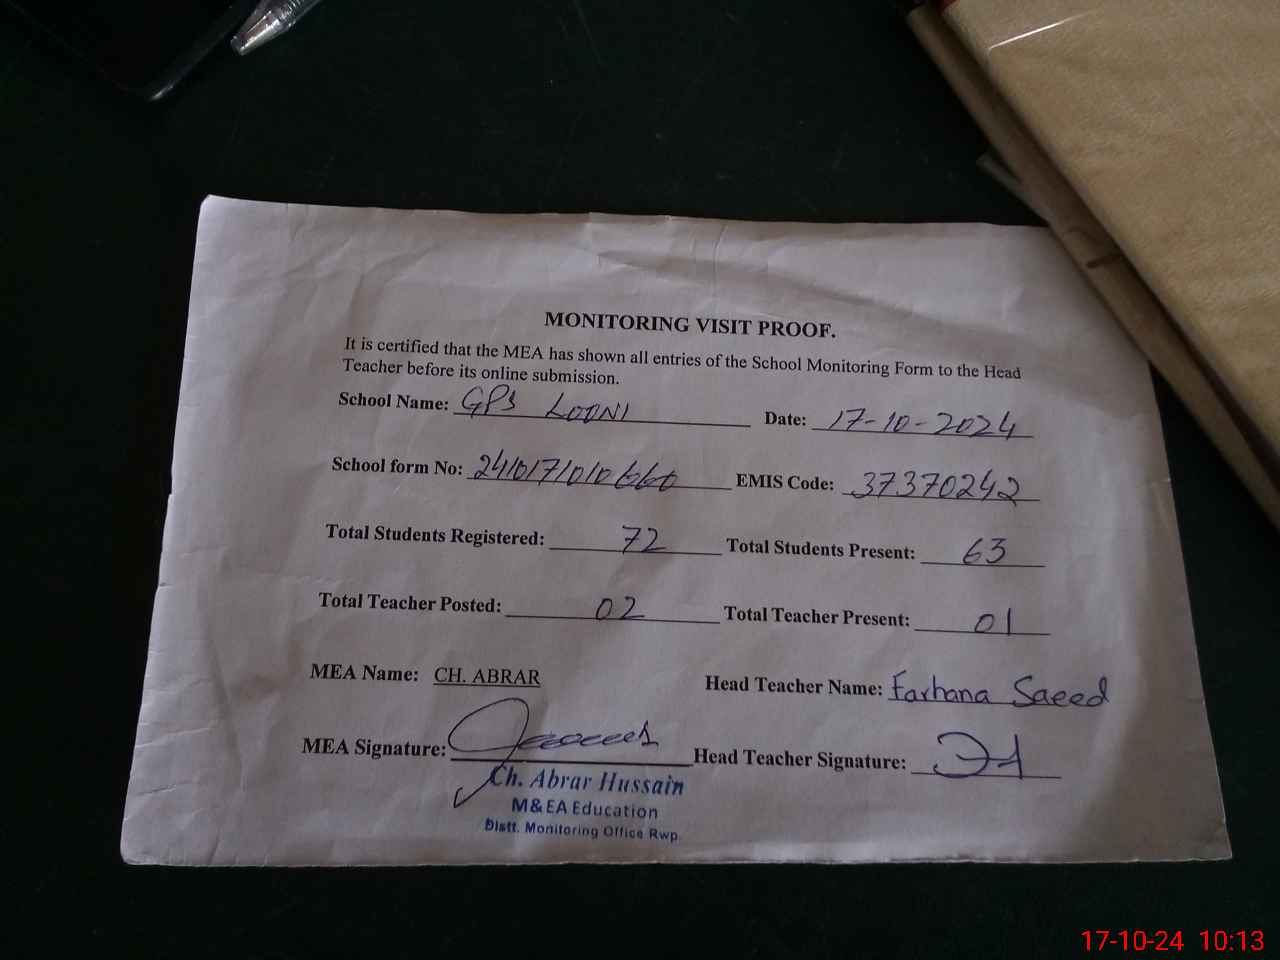 MONITORING VISIT PROOF.
It is certified that the MEA has shown all entries of the School Monitoring Form to the Head
Teacher before its online submission.
School Name: GPS LOONI Date: 17-10-2024
School form No: 2410171010660 EMIS Code: 37370242
Total Students Registered: 72 Total Students Present: 63
Total Teacher Posted: 02 Total Teacher Present: 01
MEA Name: CH. ABRAR Head Teacher Name: Farhana Saeed
MEA Signature: Head Teacher Signature:
Ch. Abrar Hussain
M&EA Education
Distt. Monitoring Office Rwp.
17-10-24 10:13